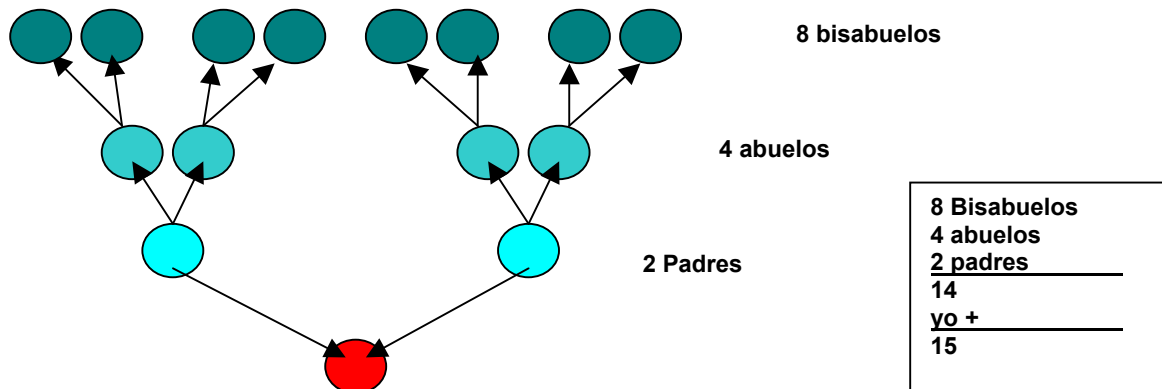 8 bisabuelos
4 abuelos
2 Padres
8 Bisabuelos
4 abuelos
2 padres
14
yo +
15